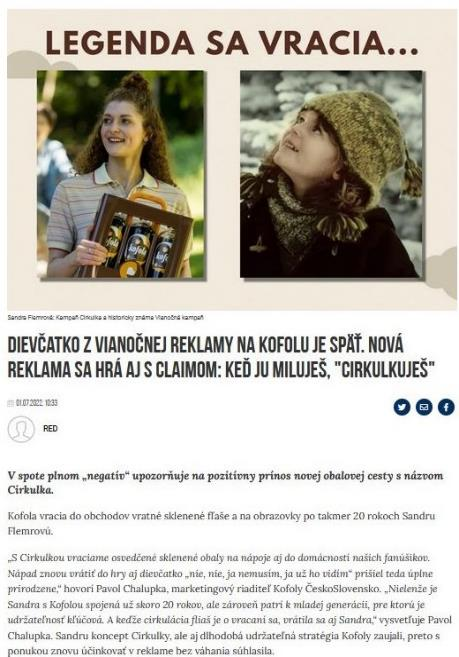 LEGENDA SA VRACIA...
kofola
Sandra Flemrová: Kampaň Cirkulka a historicky známa Vianočná kampaň
DIEVČATKO Z VIANOČNEJ REKLAMY NA KOFOLU JE SPÄŤ. NOVÁ
REKLAMA SA HRÁ AJ S CLAIMOM: KEĎ JU MILUJEŠ, "CIRKULKUJEŠ"
01.07.2022, 10:33
RED
V spote plnom „negatív“ upozorňuje na pozitívny prínos novej obalovej cesty s názvom
Cirkulka.
Kofola vracia do obchodov vratné sklenené fľaše a na obrazovky po takmer 20 rokoch Sandru
Flemrovú.
„S Cirkulkou vraciame osvedčené sklenené obaly na nápoje aj do domácností našich fanúšikov.
Nápad znovu vrátiť do hry aj dievčatko „nie, nie, ja nemusím, ja už ho vidím“ prišiel teda úplne
prirodzene,“ hovorí Pavol Chalupka, marketingový riaditeľ Kofoly ČeskoSlovensko. „Nielenže je
Sandra s Kofolou spojená už skoro 20 rokov, ale zároveň patrí k mladej generácii, pre ktorú je
udržateľnosť kľúčová. A keďže cirkulácia fliaš je o vracaní sa, vrátila sa aj Sandra,“ vysvetľuje Pavol
Chalupka. Sandru koncept Cirkulky, ale aj dlhodobá udržateľná stratégia Kofoly zaujali, preto s
ponukou znovu účinkovať v reklame bez váhania súhlasila.